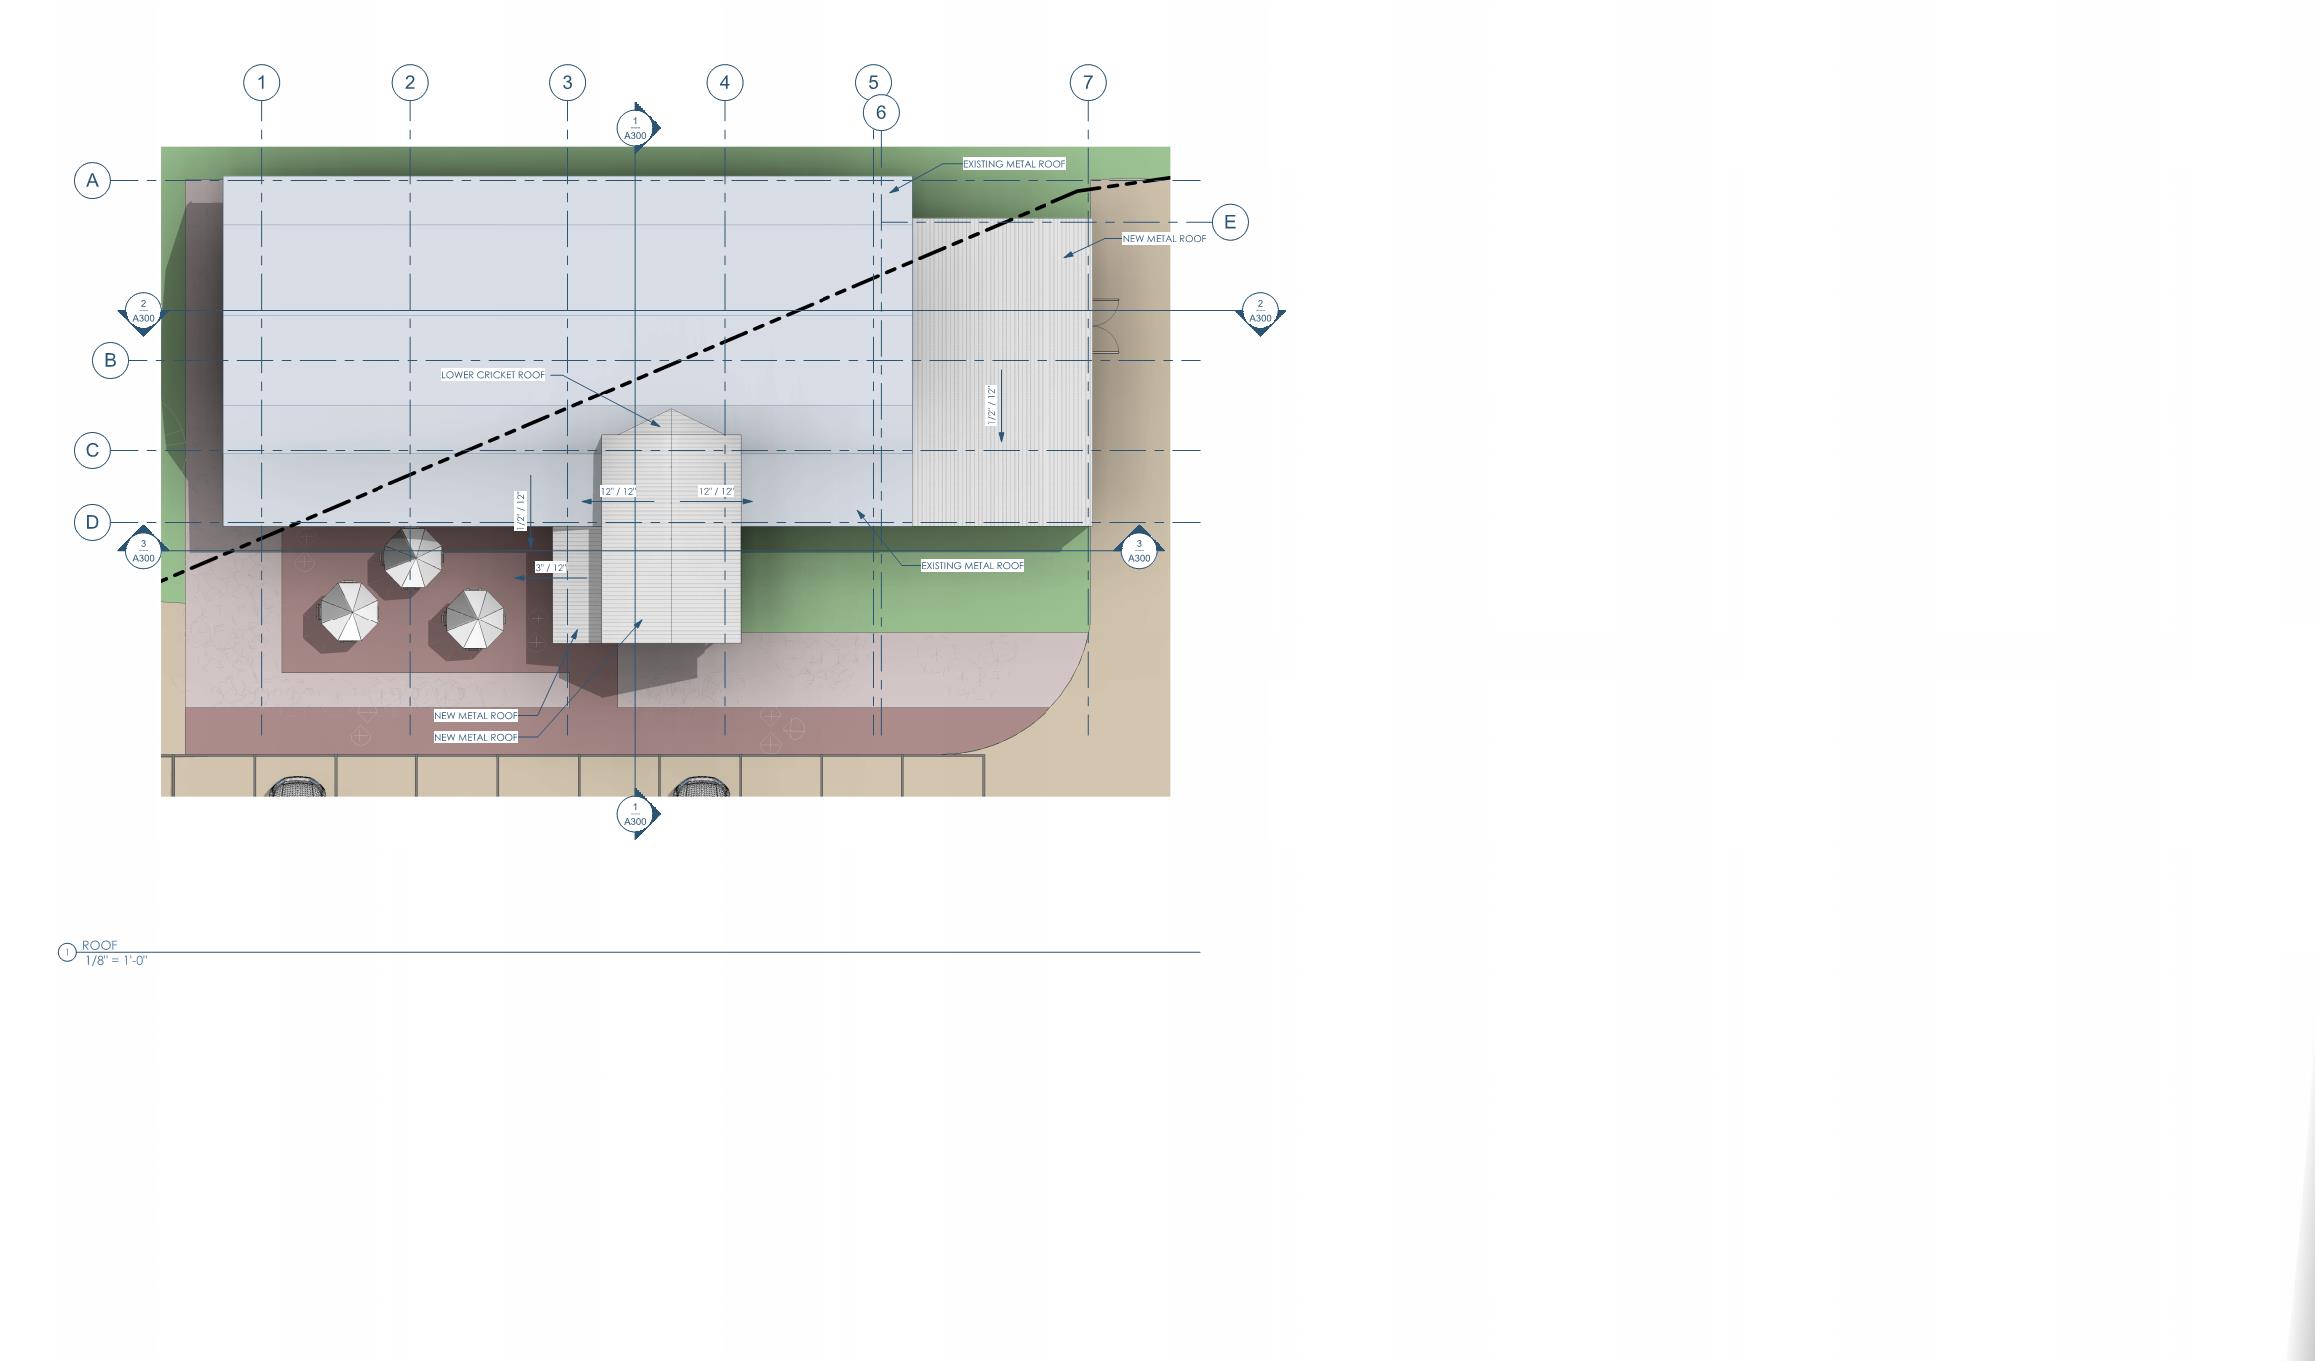 1
2
3
4
5
6
7
1
A300
A
EXISTING METAL ROOF
E
NEW METAL ROOF
2
A300
2
A300
B
LOWER CRICKET ROOF
1/2" / 12"
C
12" / 12"
12" / 12"
1/2" / 12"
D
3
A300
3
A300
3" / 12"
EXISTING METAL ROOF
NEW METAL ROOF
NEW METAL ROOF
1
A300
1
ROOF
1/8" = 1'-0"